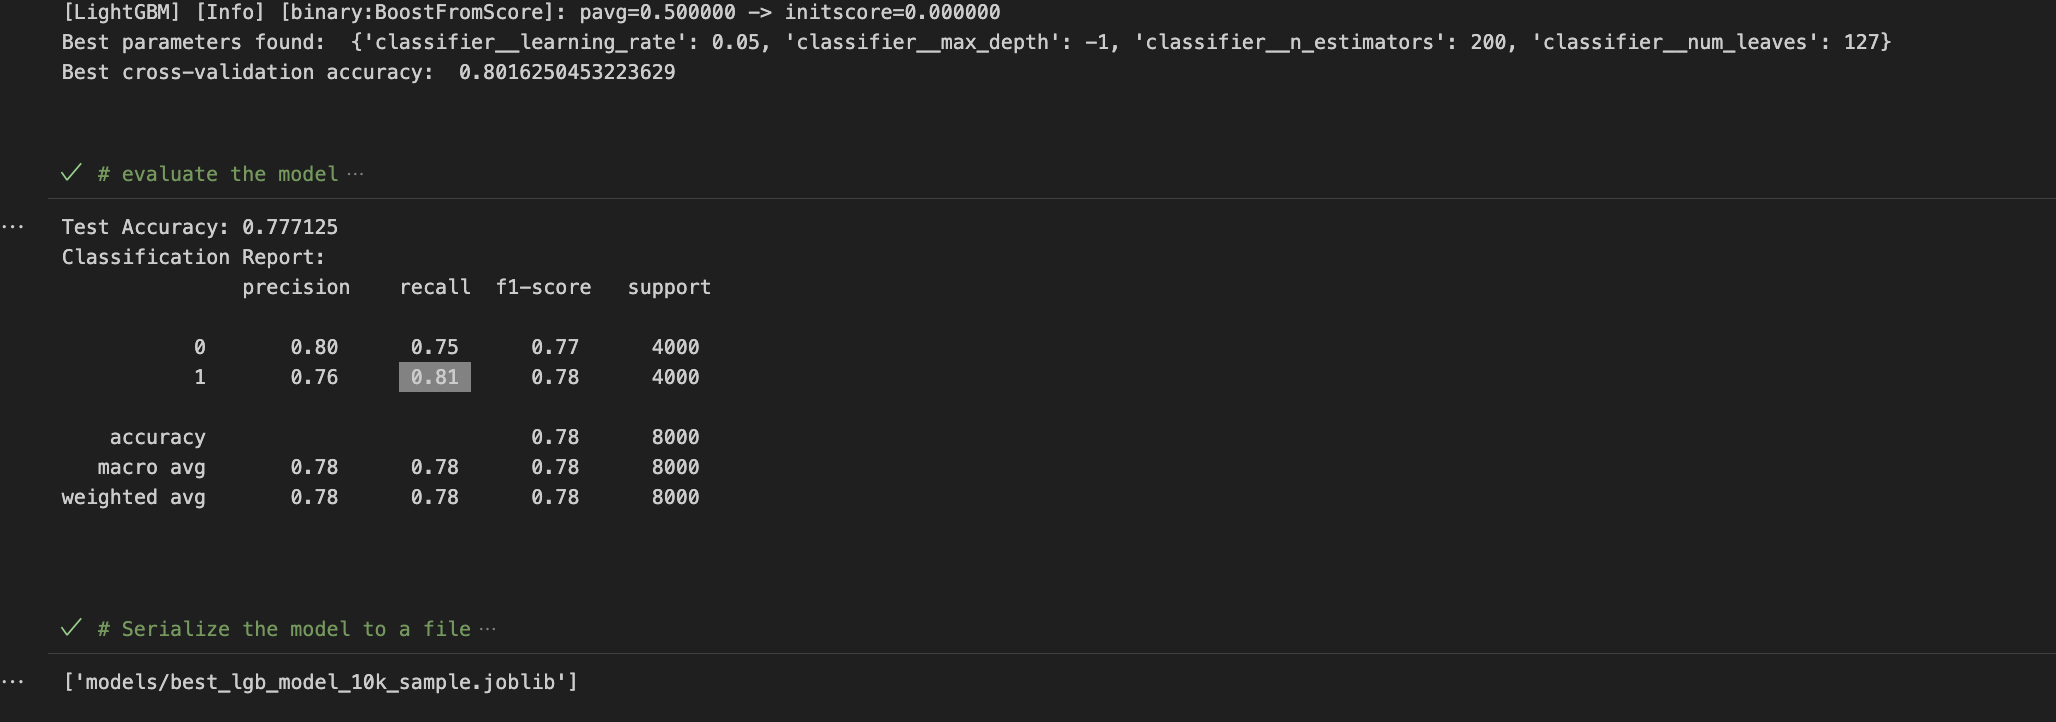 [LightGBM] [Info] [binary:BoostFromScore]: pavg=0.500000 -> initscore=0.000000
Best parameters found:  {'classifier__learning_rate': 0.05, 'classifier__max_depth': -1, 'classifier__n_estimators': 200, 'classifier__num_leaves': 127}
Best cross-validation accuracy:  0.8016250453223629
# evaluate the model ...
Test Accuracy: 0.777125
Classification Report:
precision recall f1-score support
0 0.80 0.75 0.77 4000
1 0.76 0.81 0.78 4000
accuracy 0.78 8000
macro avg 0.78 0.78 0.78 8000
weighted avg 0.78 0.78 0.78 8000
# Serialize the model to a file ...
['models/best_lgb_model_10k_sample.joblib']